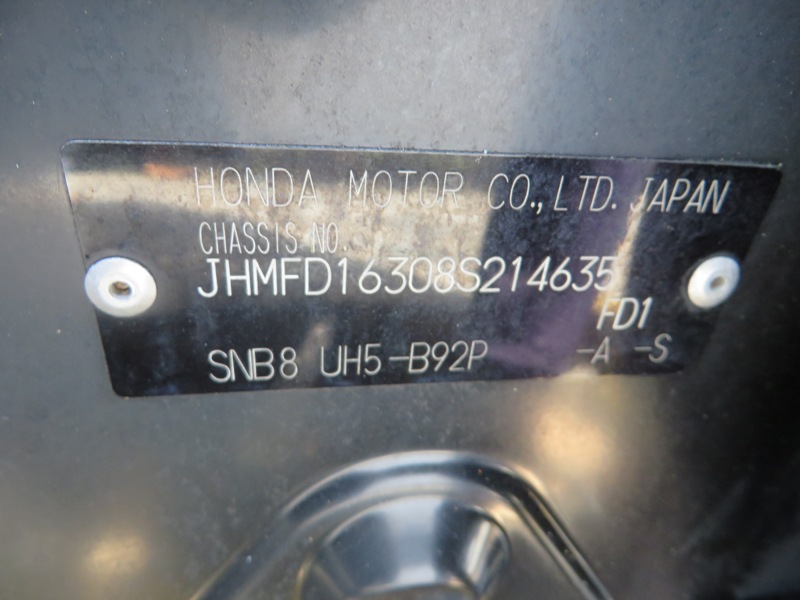 HONDA MOTOR CO., LTD. JAPAN
CHASSIS NO.
JHMFD16308S214635
FD1
SNB8 UH5-B92P -A -S